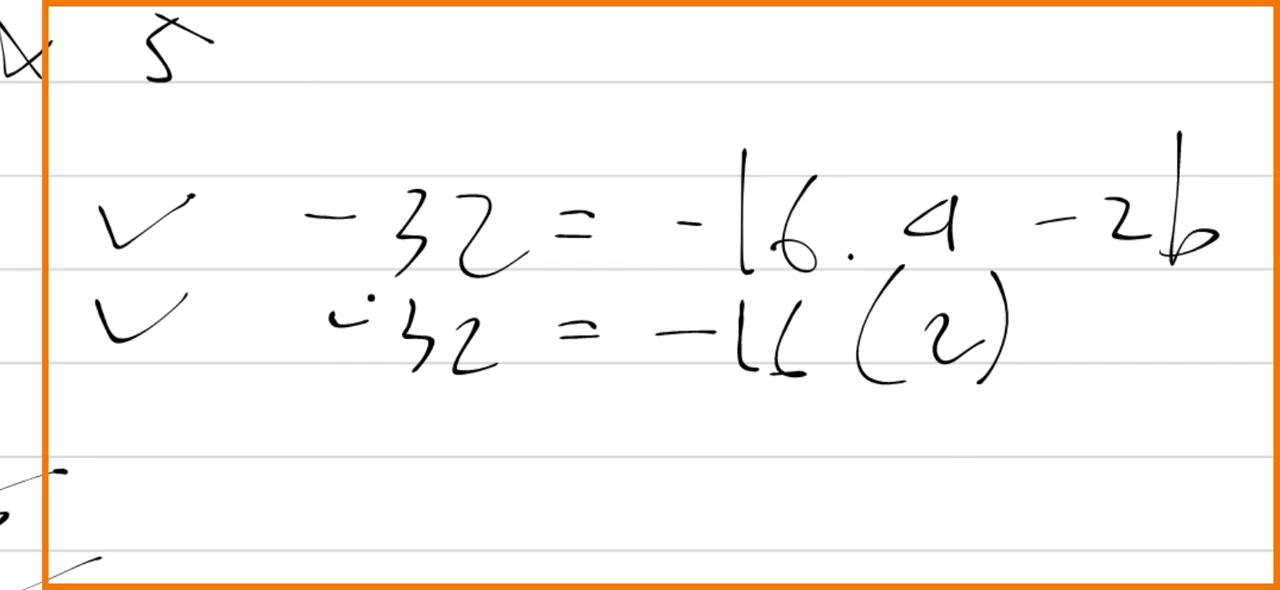 5
✓ -32 = -16. a -2b
✓ -32 = -16 (2)